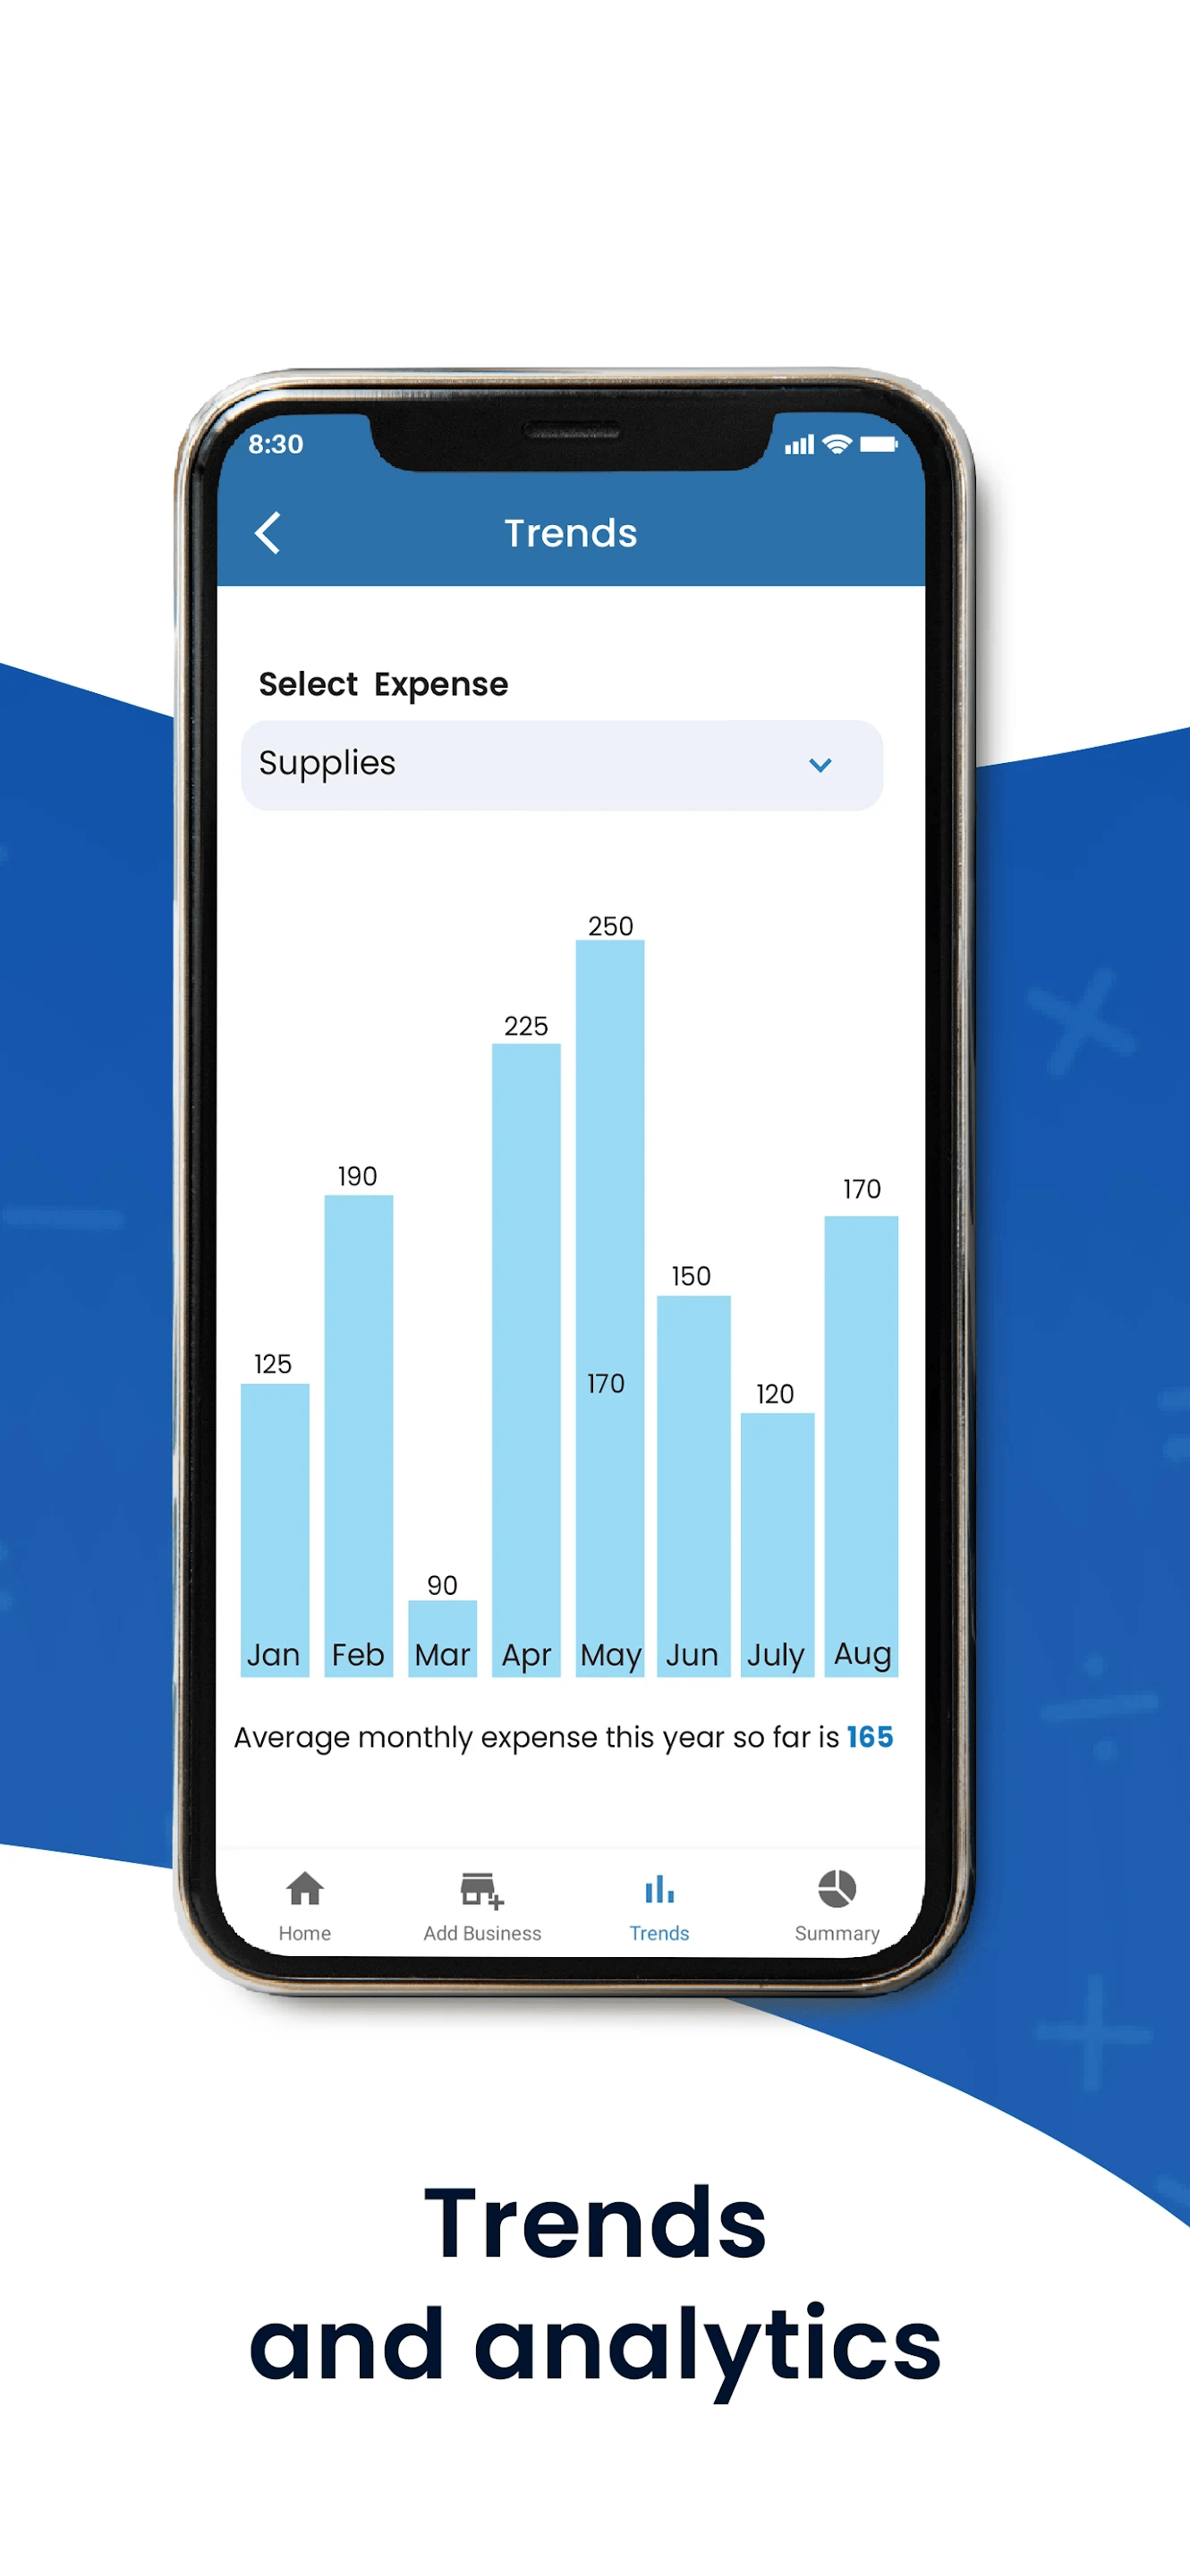 8:30
Trends
Select Expense
Supplies
250
225
190
170
150
125
170
120
90
Jan Feb Mar Apr May Jun July Aug
Average monthly expense this year so far is 165
Home Add Business Trends Summary
Trends
and analytics